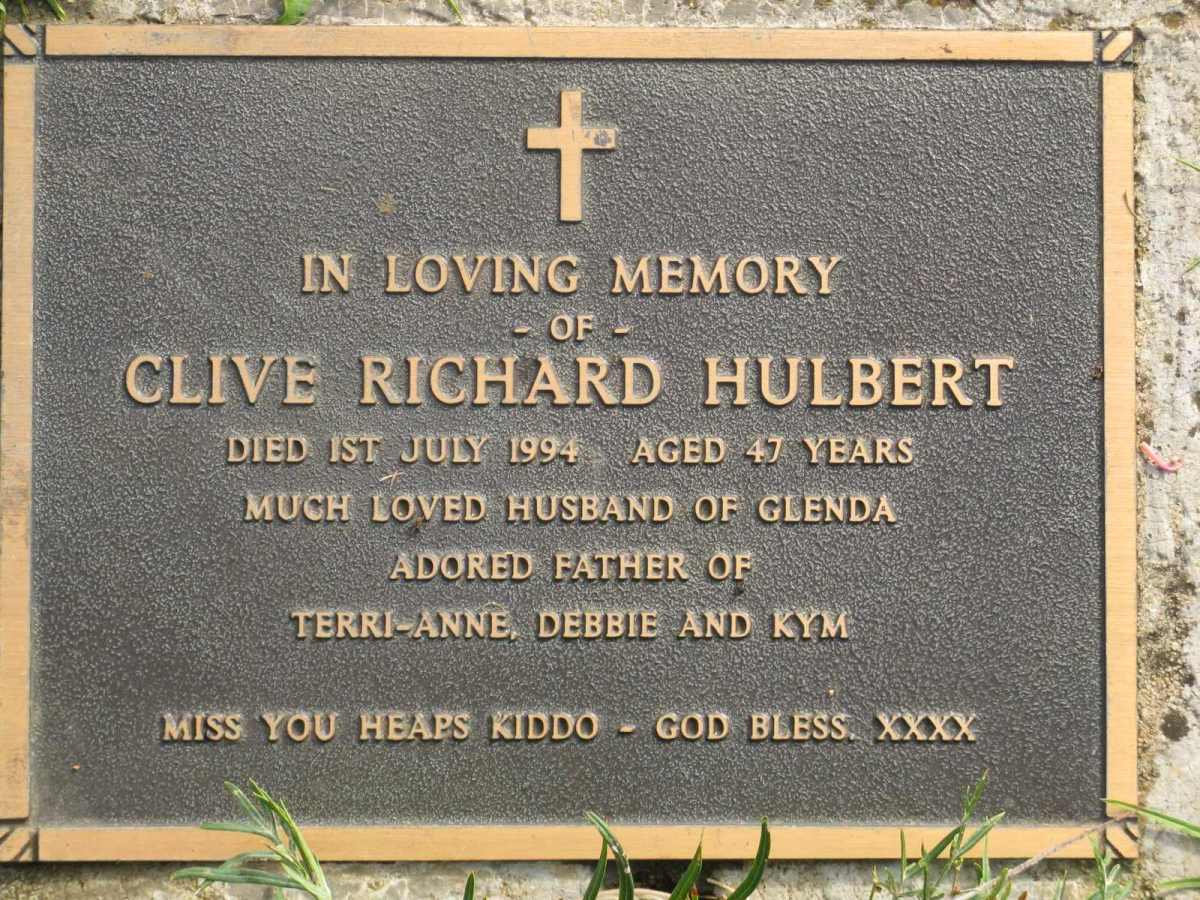 IN LOVING MEMORY
- OF -
CLIVE RICHARD HULBERT
DIED 1ST JULY 1994 AGED 47 YEARS
MUCH LOVED HUSBAND OF GLENDA
ADORED FATHER OF
TERRI-ANNE, DEBBIE AND KYM
MISS YOU HEAPS KIDDO - GOD BLESS. XXXX